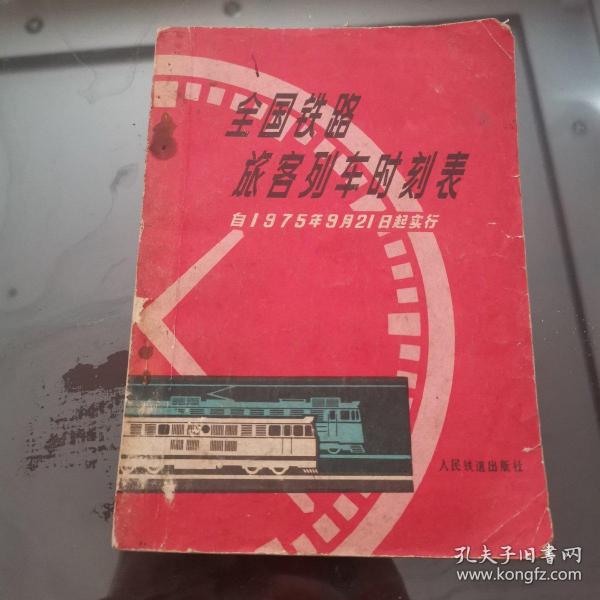 全国铁路
旅客列车时刻表
自1975年9月21日起实行
人民铁道出版社
孔夫子旧書网
www.kongfz.com